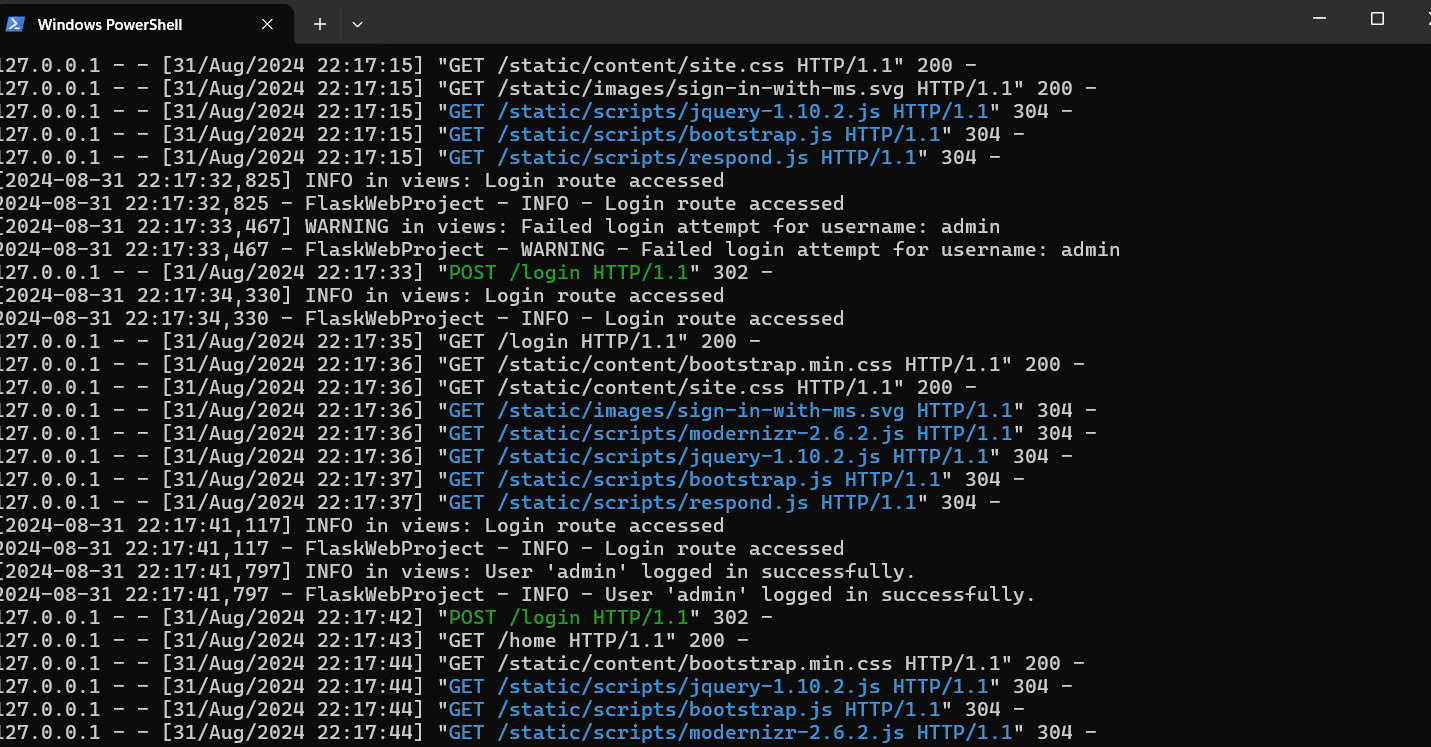 Windows PowerShell
127.0.0.1 - - [31/Aug/2024 22:17:15] "GET /static/content/site.css HTTP/1.1" 200 -
127.0.0.1 - - [31/Aug/2024 22:17:15] "GET /static/images/sign-in-with-ms.svg HTTP/1.1" 200 -
127.0.0.1 - - [31/Aug/2024 22:17:15] "GET /static/scripts/jquery-1.10.2.js HTTP/1.1" 304 -
127.0.0.1 - - [31/Aug/2024 22:17:15] "GET /static/scripts/bootstrap.js HTTP/1.1" 304 -
127.0.0.1 - - [31/Aug/2024 22:17:15] "GET /static/scripts/respond.js HTTP/1.1" 304 -
[2024-08-31 22:17:32,825] INFO in views: Login route accessed
2024-08-31 22:17:32,825 - FlaskWebProject - INFO - Login route accessed
[2024-08-31 22:17:33,467] WARNING in views: Failed login attempt for username: admin
2024-08-31 22:17:33,467 - FlaskWebProject - WARNING - Failed login attempt for username: admin
127.0.0.1 - - [31/Aug/2024 22:17:33] "POST /login HTTP/1.1" 302 -
[2024-08-31 22:17:34,330] INFO in views: Login route accessed
2024-08-31 22:17:34,330 - FlaskWebProject - INFO - Login route accessed
127.0.0.1 - - [31/Aug/2024 22:17:35] "GET /login HTTP/1.1" 200 -
127.0.0.1 - - [31/Aug/2024 22:17:36] "GET /static/content/bootstrap.min.css HTTP/1.1" 200 -
127.0.0.1 - - [31/Aug/2024 22:17:36] "GET /static/content/site.css HTTP/1.1" 200 -
127.0.0.1 - - [31/Aug/2024 22:17:36] "GET /static/images/sign-in-with-ms.svg HTTP/1.1" 304 -
127.0.0.1 - - [31/Aug/2024 22:17:36] "GET /static/scripts/modernizr-2.6.2.js HTTP/1.1" 304 -
127.0.0.1 - - [31/Aug/2024 22:17:36] "GET /static/scripts/jquery-1.10.2.js HTTP/1.1" 304 -
127.0.0.1 - - [31/Aug/2024 22:17:37] "GET /static/scripts/bootstrap.js HTTP/1.1" 304 -
127.0.0.1 - - [31/Aug/2024 22:17:37] "GET /static/scripts/respond.js HTTP/1.1" 304 -
[2024-08-31 22:17:41,117] INFO in views: Login route accessed
2024-08-31 22:17:41,117 - FlaskWebProject - INFO - Login route accessed
[2024-08-31 22:17:41,797] INFO in views: User 'admin' logged in successfully.
2024-08-31 22:17:41,797 - FlaskWebProject - INFO - User 'admin' logged in successfully.
127.0.0.1 - - [31/Aug/2024 22:17:42] "POST /login HTTP/1.1" 302 -
127.0.0.1 - - [31/Aug/2024 22:17:43] "GET /home HTTP/1.1" 200 -
127.0.0.1 - - [31/Aug/2024 22:17:44] "GET /static/content/bootstrap.min.css HTTP/1.1" 200 -
127.0.0.1 - - [31/Aug/2024 22:17:44] "GET /static/scripts/jquery-1.10.2.js HTTP/1.1" 304 -
127.0.0.1 - - [31/Aug/2024 22:17:44] "GET /static/scripts/bootstrap.js HTTP/1.1" 304 -
127.0.0.1 - - [31/Aug/2024 22:17:44] "GET /static/scripts/modernizr-2.6.2.js HTTP/1.1" 304 -